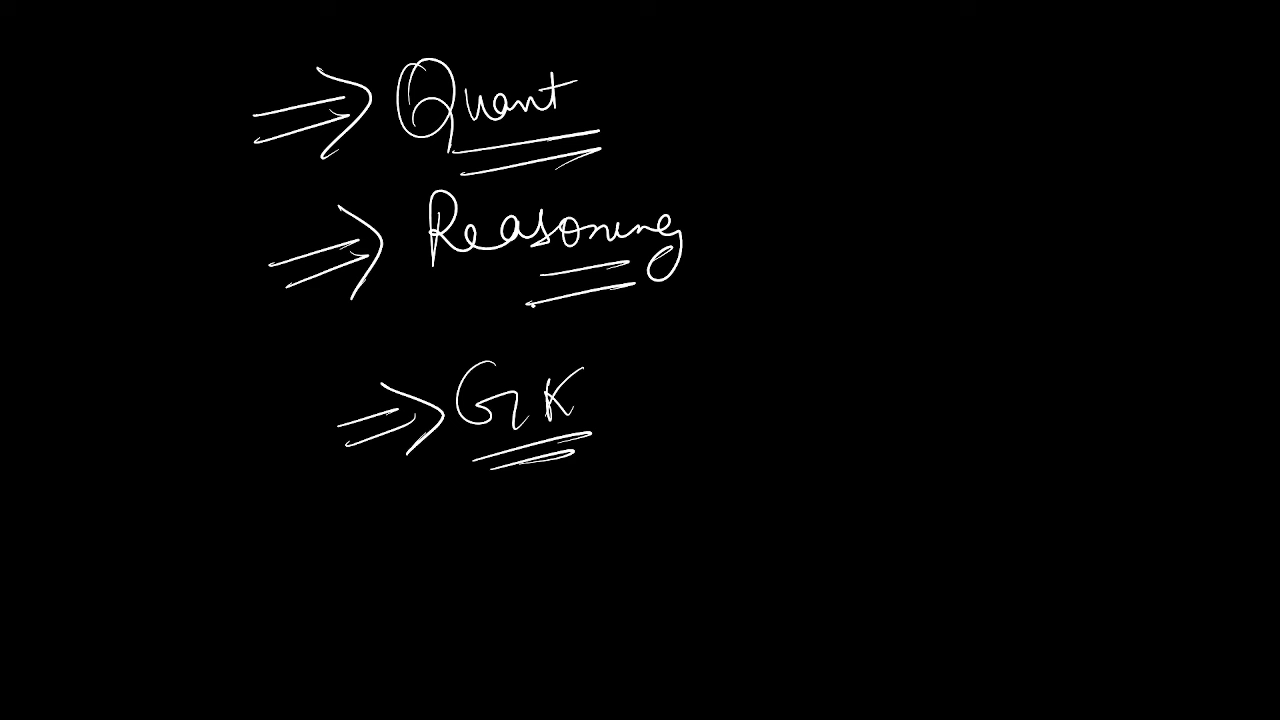 ⇒ Quant
⇒ Reasoning
⇒ GK